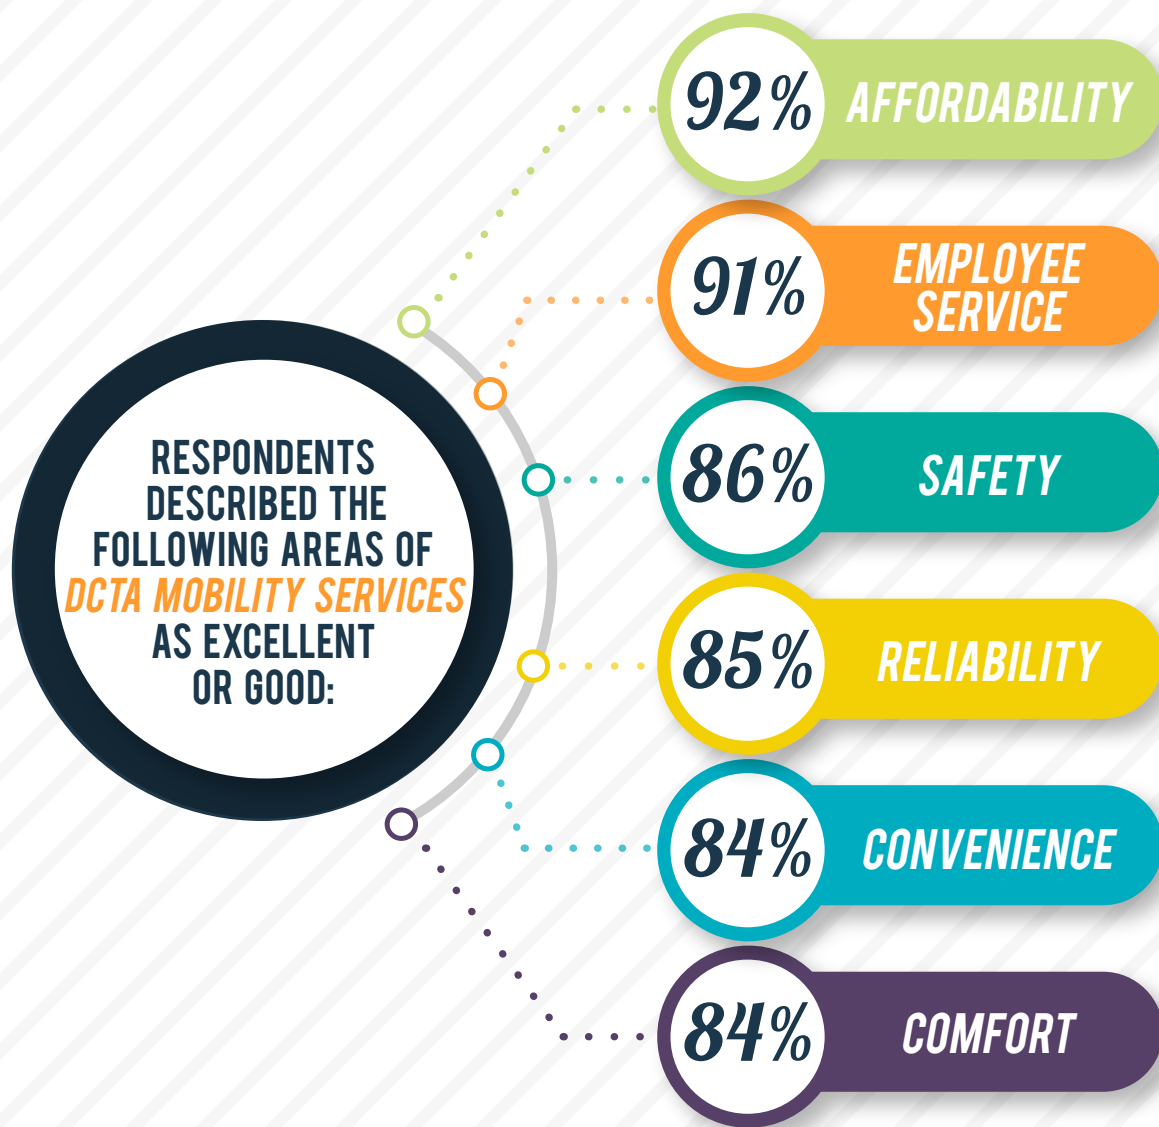 RESPONDENTS
DESCRIBED THE
FOLLOWING AREAS OF
DCTA MOBILITY SERVICES
AS EXCELLENT
OR GOOD:
92%
AFFORDABILITY
91%
EMPLOYEE
SERVICE
86%
SAFETY
85%
RELIABILITY
84%
CONVENIENCE
84%
COMFORT